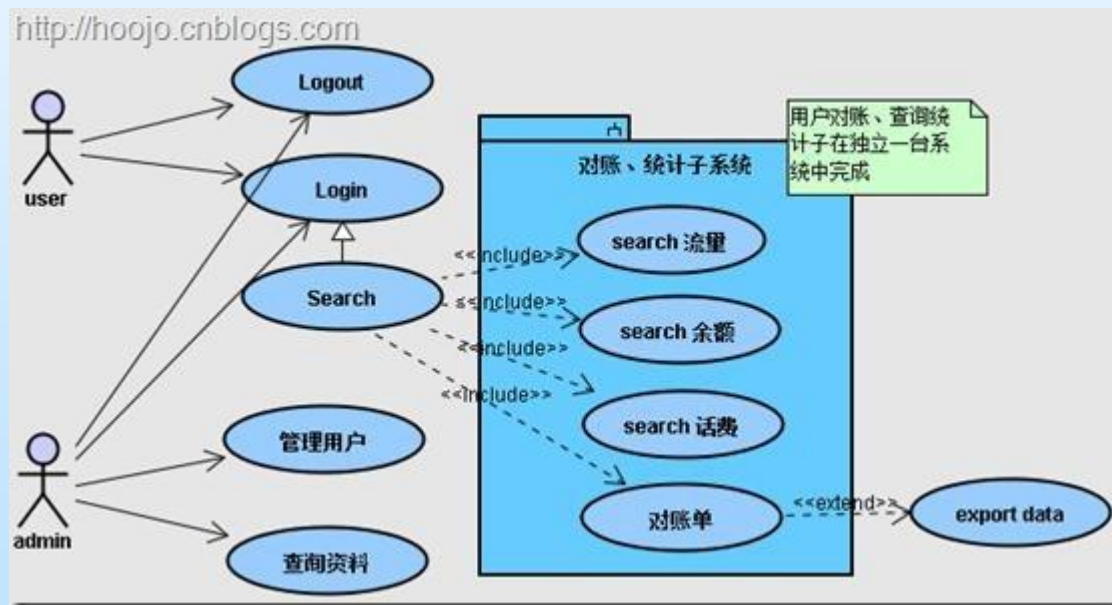 http://hoojo.cnblogs.com
Logout
用户对账、查询统
计子在独立一台系
统中完成
对账、统计子系统
Login
user
search 流量
<<include>>
Search
<<include>>
search 余额
<<include>>
<<include>>
search 话费
管理用户
对账单
<<extend>>
export data
admin
查询资料